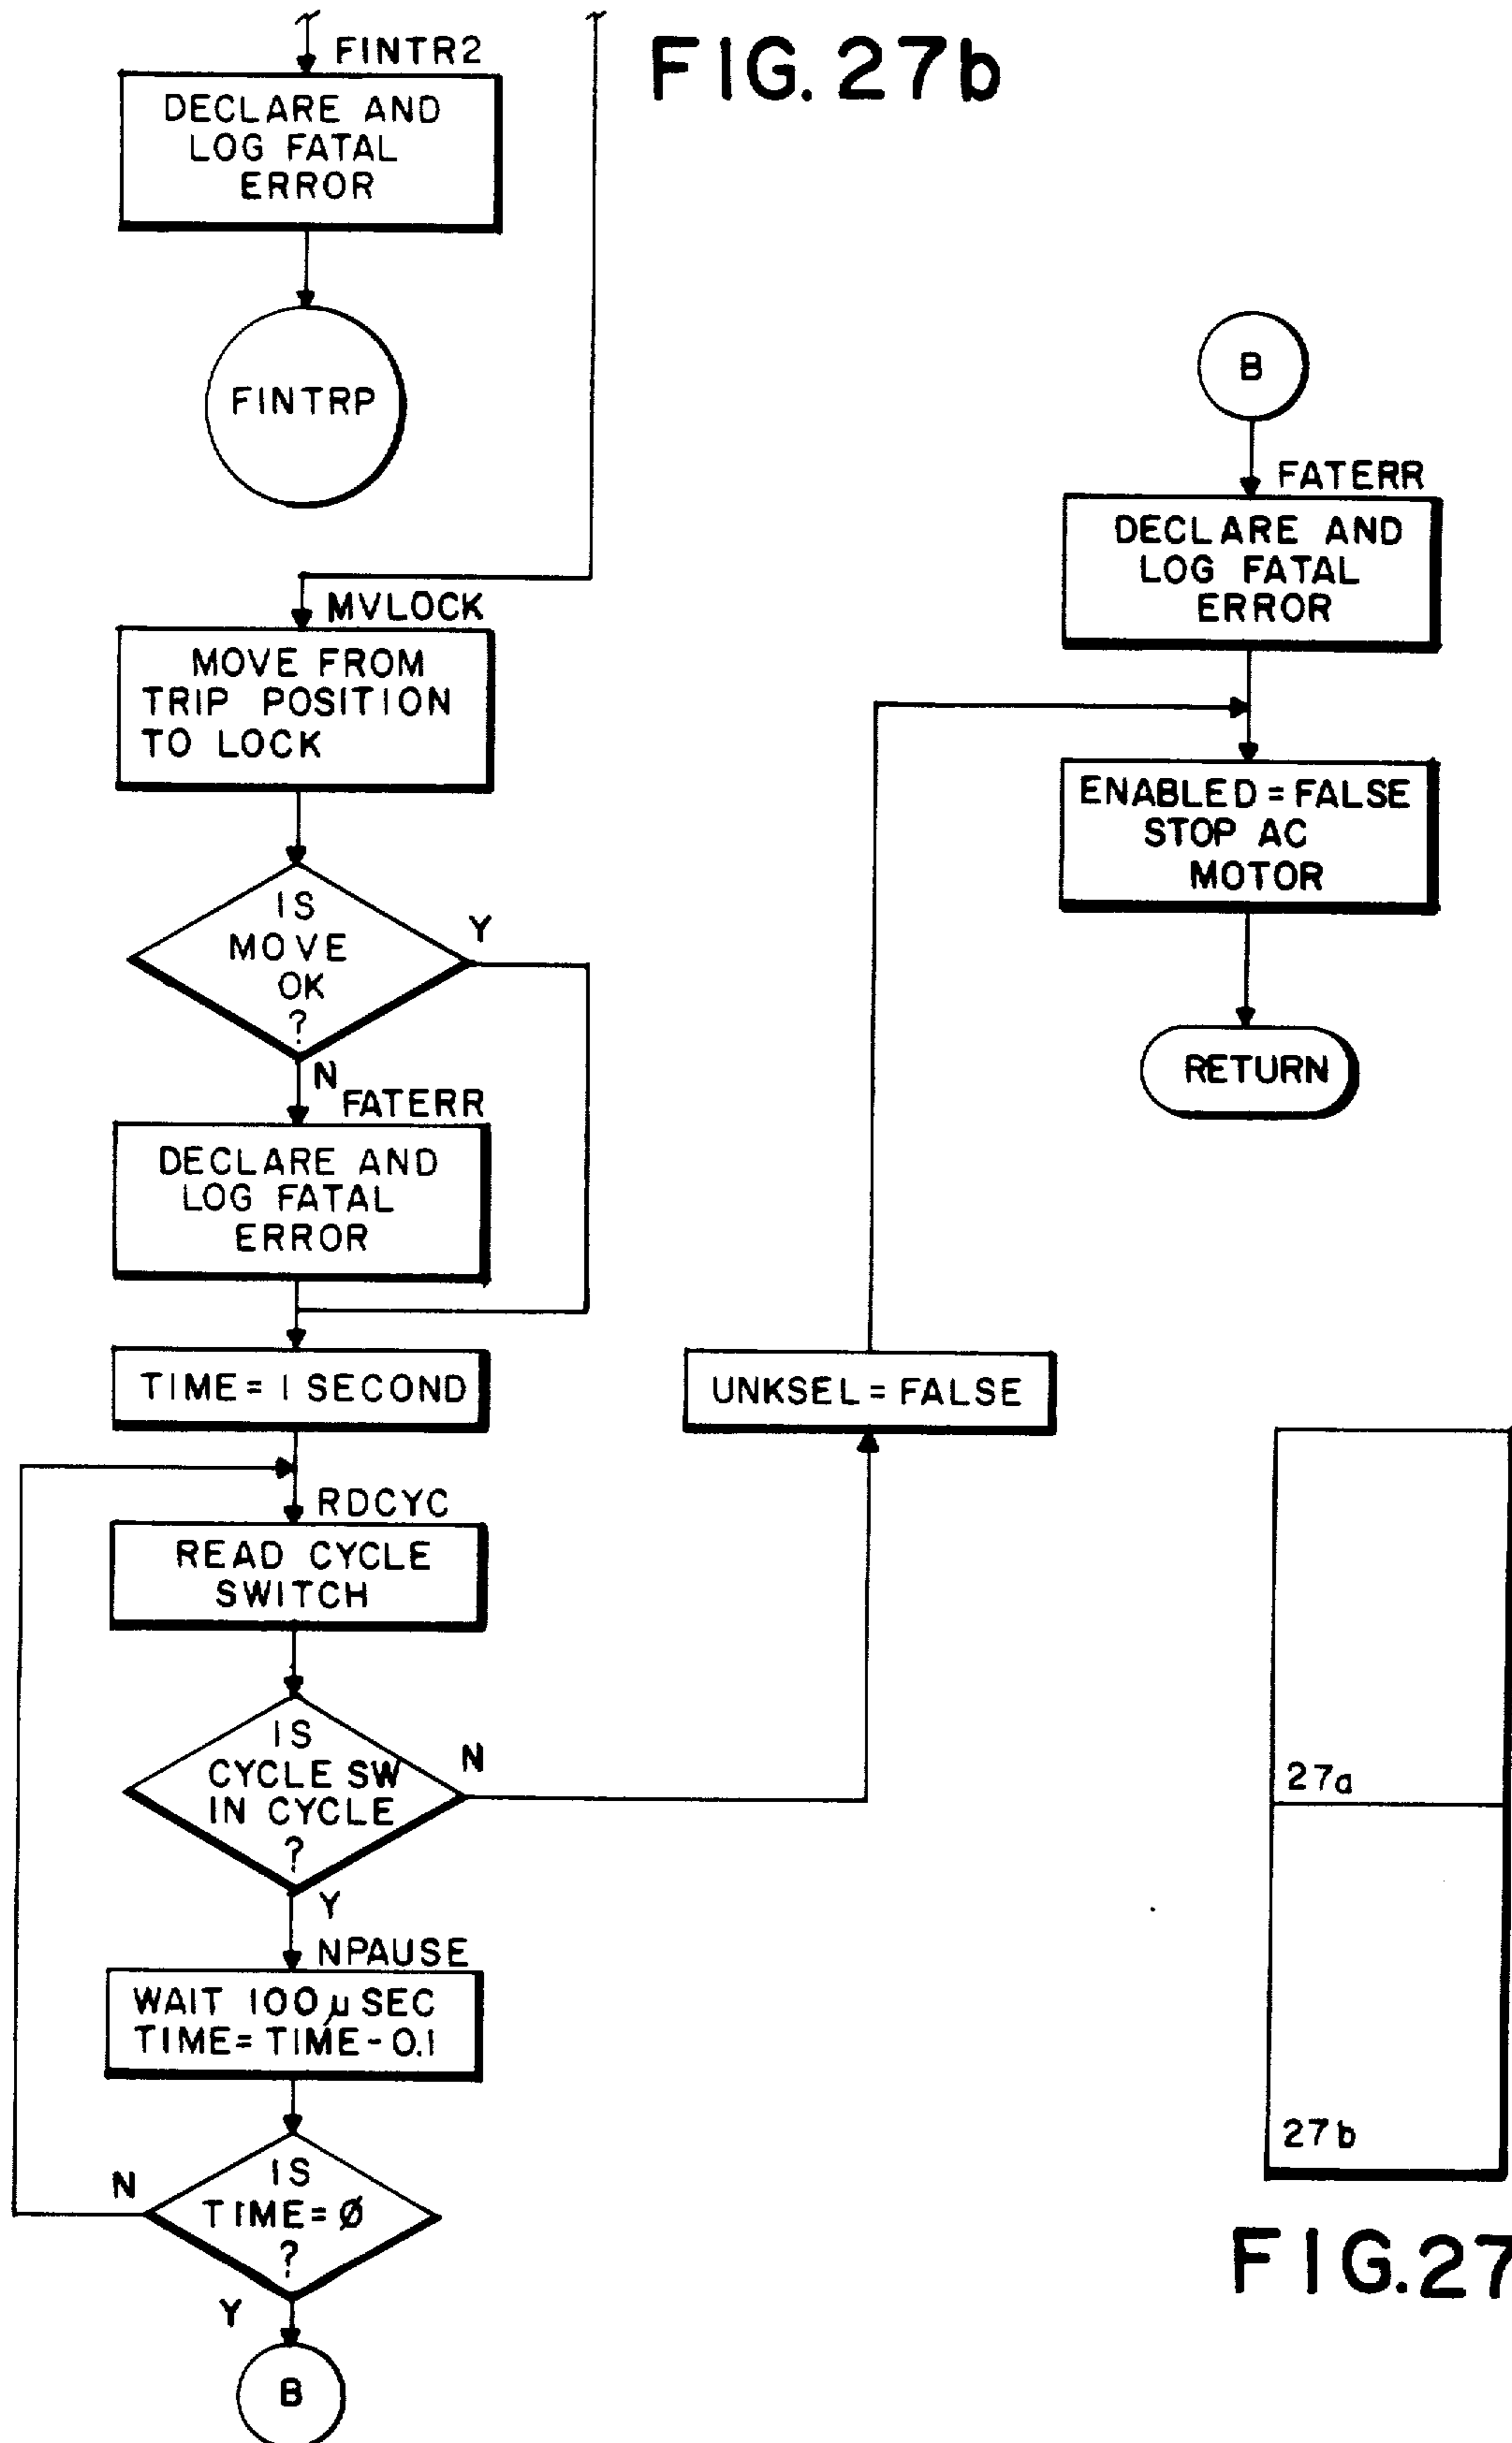 FIG. 27b
FINTR2
DECLARE AND
LOG FATAL
ERROR
FINTRP
MVLOCK
MOVE FROM
TRIP POSITION
TO LOCK
IS
MOVE
OK
?
Y
N
FATERR
DECLARE AND
LOG FATAL
ERROR
TIME = 1 SECOND
RDCYC
READ CYCLE
SWITCH
IS
CYCLE SW
IN CYCLE
?
N
Y
NPAUSE
WAIT 100 µ SEC
TIME = TIME - 0.1
IS
TIME = Ø
?
N
Y
B
UNKSEL = FALSE
B
FATERR
DECLARE AND
LOG FATAL
ERROR
ENABLED = FALSE
STOP AC
MOTOR
RETURN
27a
27b
FIG. 27